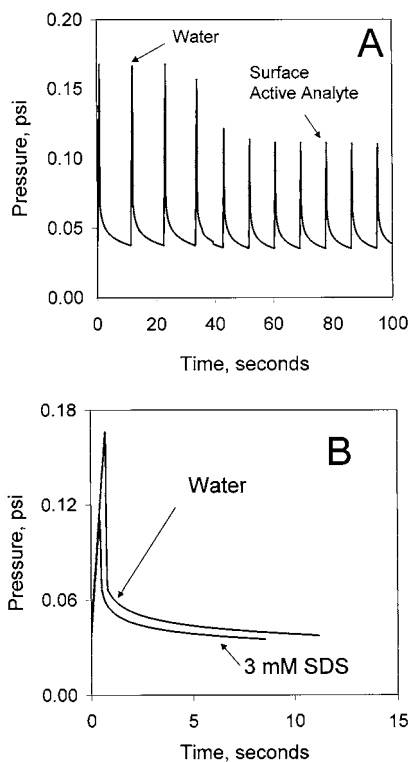 A
Water
Surface
Active Analyte
Pressure, psi
0.20
0.15
0.10
0.05
0.00
0 20 40 60 80 100
Time, seconds
B
Water
3 mM SDS
Pressure, psi
0.18
0.12
0.06
0.00
0 5 10 15
Time, seconds